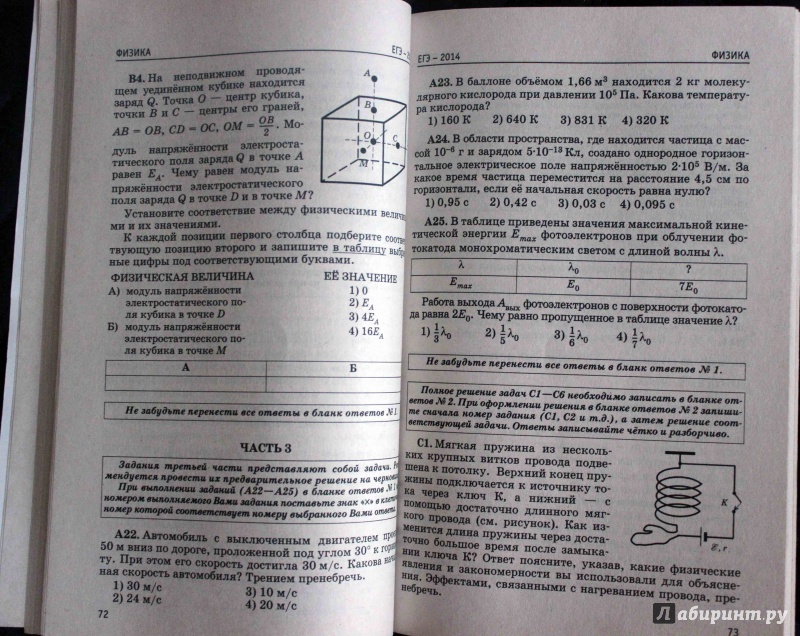 ФИЗИКА
ЕГЭ –
В4. На неподвижном проводя-
щем уединённом кубике находится
заряд Q. Точка O — центр кубика,
точки B и C — центры его граней,
AB = OB, CD = OC, OM = OB/2. Мо-
дуль напряжённости электроста-
тического поля заряда Q в точке A
равен E_A. Чему равен модуль на-
пряжённости электростатического
поля заряда Q в точке D и в точке M?
A
B
O
C
M
Установите соответствие между физическими
ми и их значениями.
К каждой позиции первого столбца подберите
твующую позицию второго и запишите в таблицу
ные цифры под соответствующими буквами.
ФИЗИЧЕСКАЯ ВЕЛИЧИНА ЕЁ ЗНАЧЕНИЕ
А) модуль напряжённости 1) 0
электростатического по- 2) E_A
ля кубика в точке D 3) 4E_A
Б) модуль напряжённости 4) 16E_A
электростатического по-
ля кубика в точке M
А Б
Не забудьте перенести все ответы в бланк ответов № 1
ЧАСТЬ 3
Задания третьей части представляют собой задачи.
мендуется провести их предварительное решение на
При выполнении заданий (А22—А25) в бланке ответов №
номером выполняемого Вами задания поставьте знак «×» в
номер которой соответствует номеру выбранного Вами
А22. Автомобиль с выключенным двигателем
50 м вниз по дороге, проложенной под углом 30° к
ту. При этом его скорость достигла 30 м/с. Какова
ная скорость автомобиля? Трением пренебречь.
1) 30 м/с 3) 10 м/с
2) 24 м/с 4) 20 м/с
72
ЕГЭ – 2014 ФИЗИКА
А23. В баллоне объёмом 1,66 м³ находится 2 кг молеку-
лярного кислорода при давлении 10⁵ Па. Какова температу-
ра кислорода?
1) 160 К 2) 640 К 3) 831 К 4) 320 К
А24. В области пространства, где находится частица с мас-
сой 10⁻⁶ г и зарядом 5·10⁻¹³ Кл, создано однородное горизон-
тальное электрическое поле напряжённостью 2·10⁵ В/м. За
какое время частица переместится на расстояние 4,5 см по
горизонтали, если её начальная скорость равна нулю?
1) 0,95 с 2) 0,42 с 3) 0,03 с 4) 0,095 с
А25. В таблице приведены значения максимальной кине-
тической энергии E_max фотоэлектронов при облучении фо-
токатода монохроматическим светом с длиной волны λ.
λ λ₀ ?
E_max E₀ 7E₀
Работа выхода A_вых фотоэлектронов с поверхности фотокато-
да равна 2E₀. Чему равно пропущенное в таблице значение λ?
1) 1/3 λ₀ 2) 1/5 λ₀ 3) 1/6 λ₀ 4) 1/7 λ₀
Не забудьте перенести все ответы в бланк ответов № 1.
Полное решение задач С1—С6 необходимо записать в бланке от-
ветов № 2. При оформлении решения в бланке ответов № 2 запиши-
те сначала номер задания (С1, С2 и т.д.), а затем решение соот-
ветствующей задачи. Ответы записывайте чётко и разборчиво.
С1. Мягкая пружина из несколь-
ких крупных витков провода подве-
шена к потолку. Верхний конец пру-
жины подключается к источнику то-
ка через ключ К, а нижний — с
помощью достаточно длинного мяг-
кого провода (см. рисунок). Как из-
менится длина пружины через доста-
точно большое время после замыка-
ния ключа К? Ответ поясните, указав, какие физические
явления и закономерности вы использовали для объясне-
ния. Эффектами, связанными с нагреванием провода, пре-
небречь.
K
ℰ, r
73
Лабиринт.ру